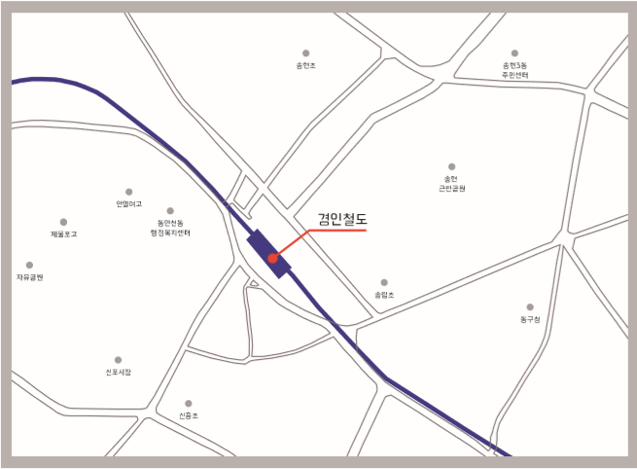 송현초
송현3동
주민센터
송현
근린공원
인일여고
동인천동
행정복지센터
제물포고
경인철도
자유공원
송림초
동구청
신포시장
신흥초